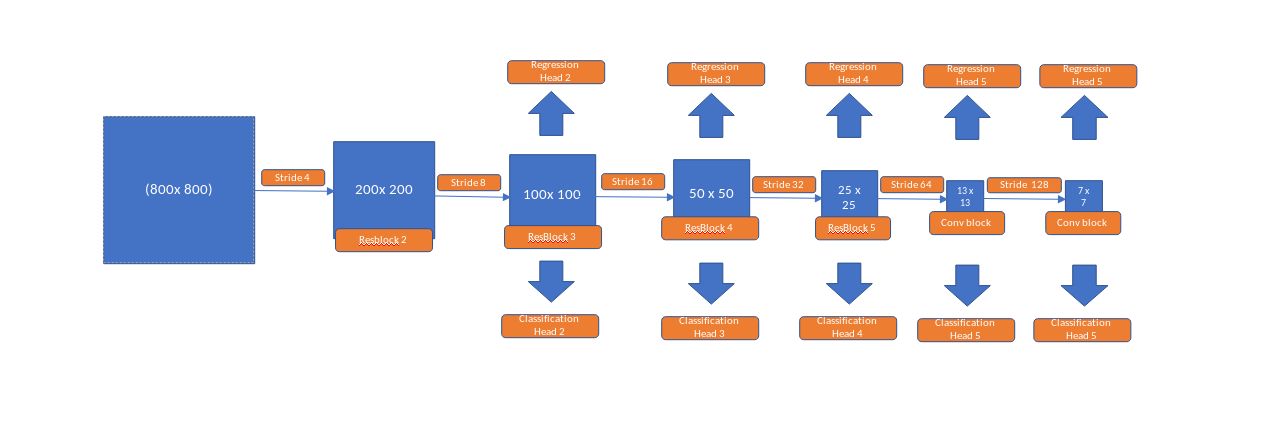 Regression
Head 2
Regression
Head 3
Regression
Head 4
Regression
Head 5
Regression
Head 5
(800x 800)
Stride 4
200x 200
Resblock 2
Stride 8
100x 100
ResBlock 3
Stride 16
50 x 50
ResBlock 4
Stride 32
25 x
25
ResBlock 5
Stride 64
13 x
13
Conv block
Stride 128
7 x
7
Conv block
Classification
Head 2
Classification
Head 3
Classification
Head 4
Classification
Head 5
Classification
Head 5